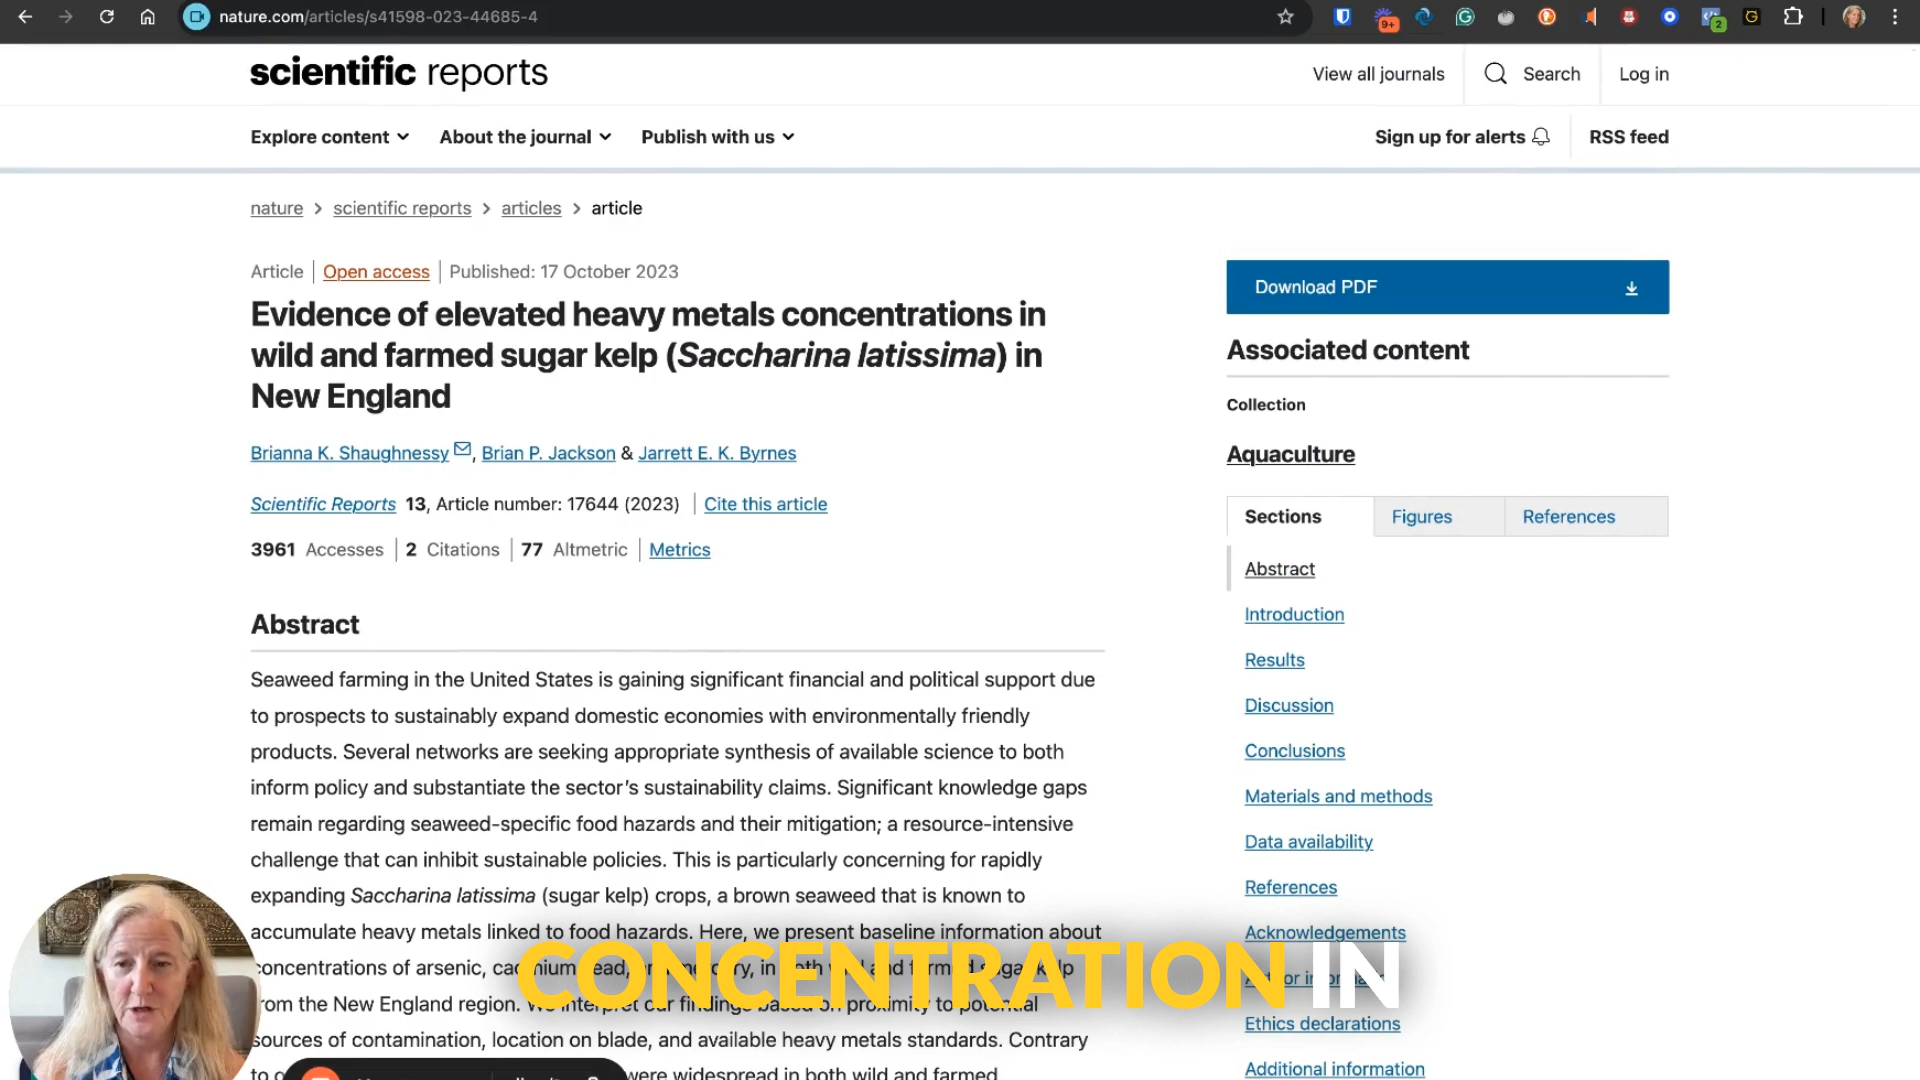 nature.com/articles/s41598-023-44685-4
9+
2
scientific reports
View all journals
Search
Log in
Explore content
About the journal
Publish with us
Sign up for alerts
RSS feed
nature > scientific reports > articles > article
Article | Open access | Published: 17 October 2023
Evidence of elevated heavy metals concentrations in
wild and farmed sugar kelp (Saccharina latissima) in
New England
Brianna K. Shaughnessy, Brian P. Jackson & Jarrett E. K. Byrnes
Scientific Reports 13, Article number: 17644 (2023) | Cite this article
3961 Accesses | 2 Citations | 77 Altmetric | Metrics
Abstract
Seaweed farming in the United States is gaining significant financial and political support due
to prospects to sustainably expand domestic economies with environmentally friendly
products. Several networks are seeking appropriate synthesis of available science to both
inform policy and substantiate the sector's sustainability claims. Significant knowledge gaps
remain regarding seaweed-specific food hazards and their mitigation; a resource-intensive
challenge that can inhibit sustainable policies. This is particularly concerning for rapidly
expanding Saccharina latissima (sugar kelp) crops, a brown seaweed that is known to
accumulate heavy metals linked to food hazards. Here, we present baseline information about
concentrations of arsenic,
from the New England region.
sources of contamination, location on blade, and available heavy metals standards. Contrary
were widespread in both wild and farmed
CONCENTRATION IN
Download PDF
Associated content
Collection
Aquaculture
Sections
Figures
References
Abstract
Introduction
Results
Discussion
Conclusions
Materials and methods
Data availability
References
Acknowledgements
Ethics declarations
Additional information